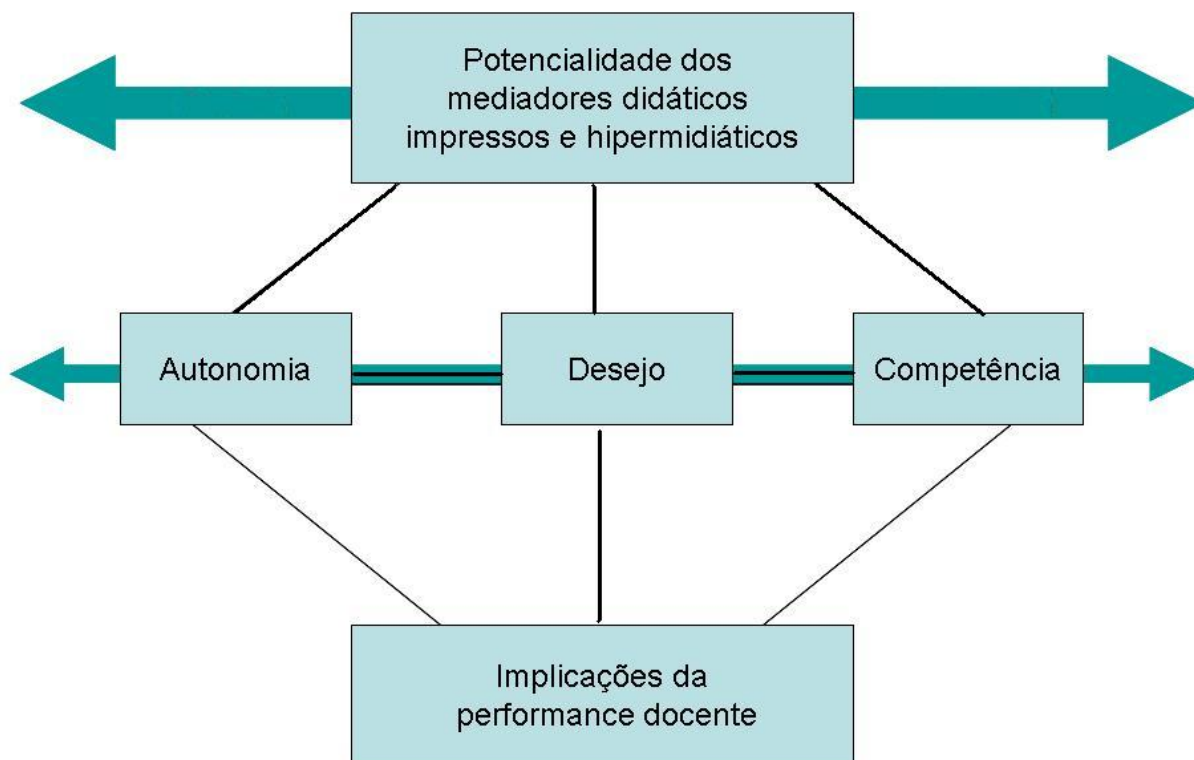 Potencialidade dos
mediadores didáticos
impressos e hipermidiáticos
Autonomia
Desejo
Competência
Implicações da
performance docente